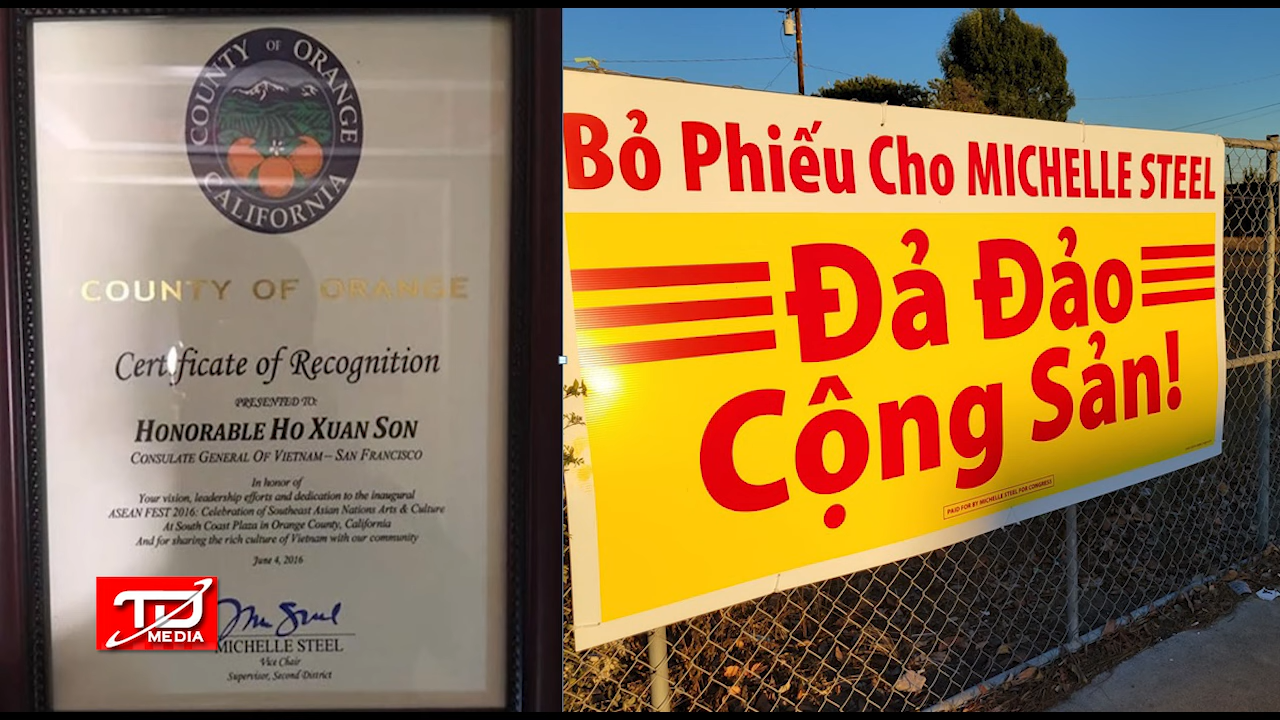 COUNTY OF ORANGE
CALIFORNIA
COUNTY OF ORANGE
Certificate of Recognition
PRESENTED TO:
HONORABLE HO XUAN SON
CONSULATE GENERAL OF VIETNAM – SAN FRANCISCO
In honor of
Your vision, leadership efforts and dedication to the inaugural
ASEAN FEST 2016: Celebration of Southeast Asian Nations Arts & Culture
At South Coast Plaza in Orange County, California
And for sharing the rich culture of Vietnam with our community
June 4, 2016
MICHELLE STEEL
Vice Chair
Supervisor, Second District
TD
MEDIA
Bỏ Phiếu Cho MICHELLE STEEL
Đả Đảo
Cộng Sản!
PAID FOR BY MICHELLE STEEL FOR CONGRESS